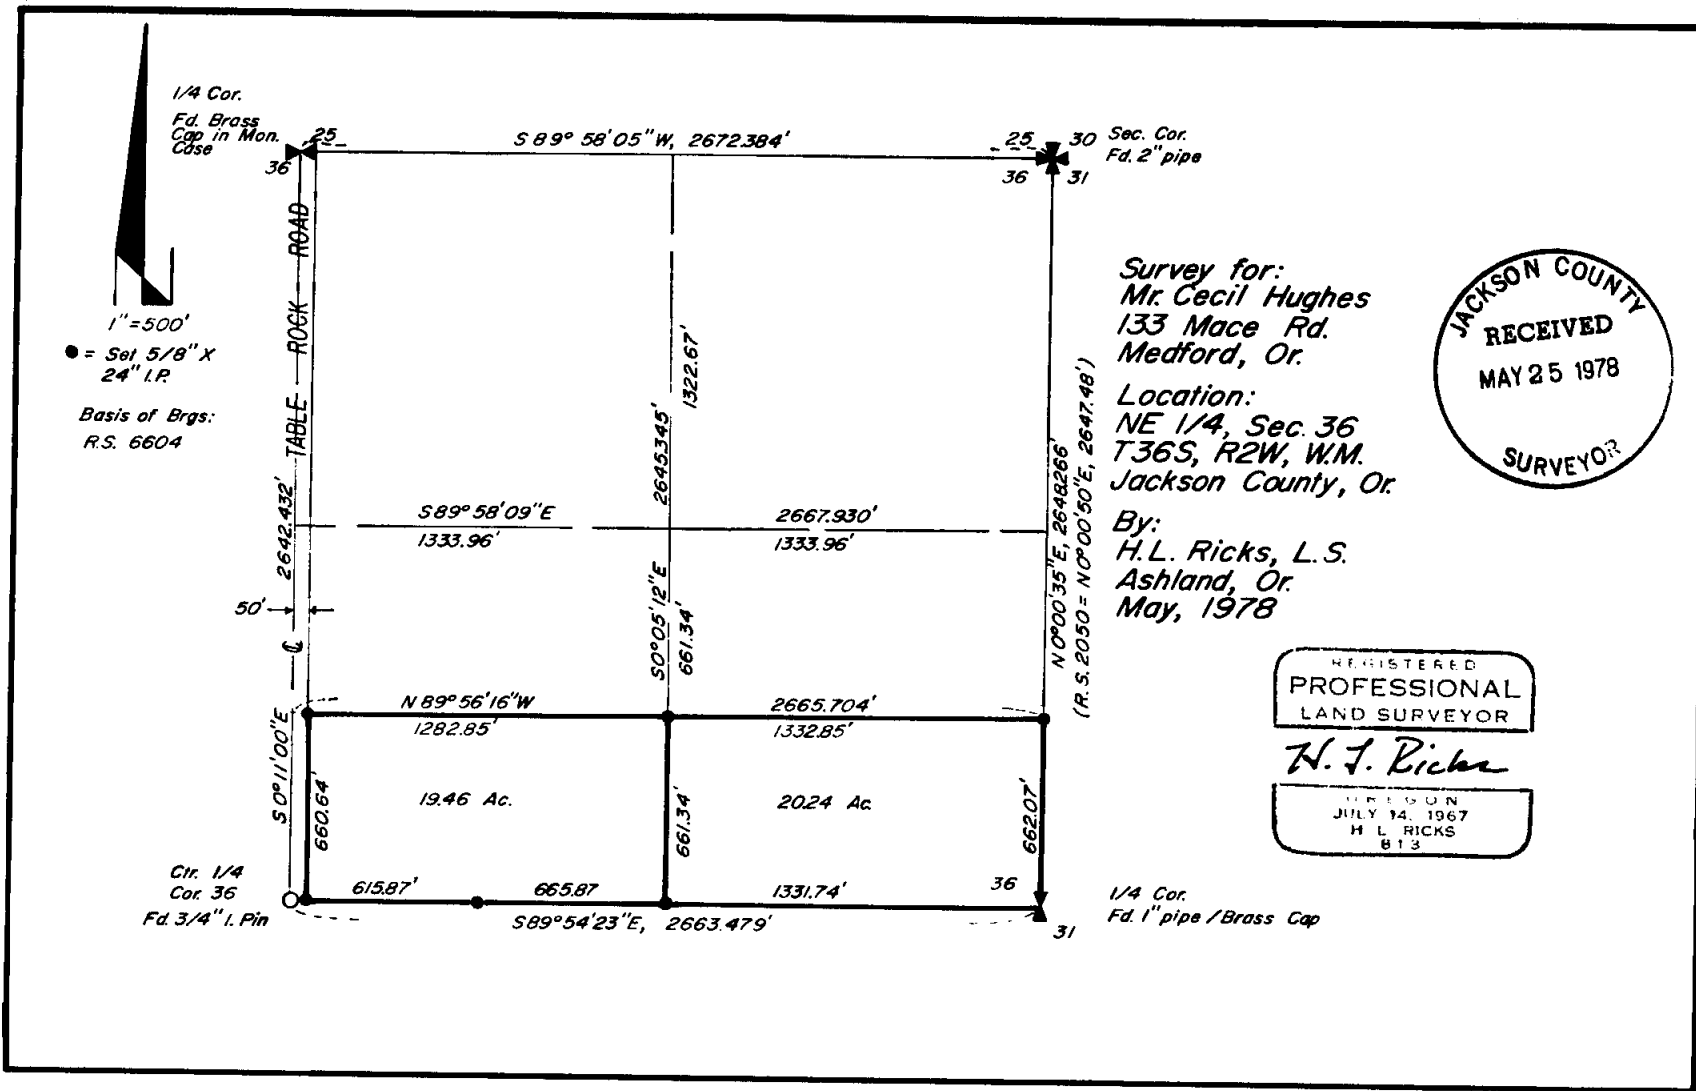 1/4 Cor.
Fd. Brass
Cap in Mon.
Case
25
36
S 89° 58' 05" W, 2672.384'
25
30
36
31
Sec. Cor.
Fd. 2" pipe
1"=500'
● = Set 5/8" X
24" I.P.
Basis of Brgs:
R.S. 6604
TABLE ROCK ROAD
2642.432'
S 0° 11' 00" E
50'
℄
1322.67'
2645.345'
S 0° 05' 12" E
661.34'
S 89° 58' 09" E
2667.930'
1333.96'
1333.96'
N 0° 00' 35" E, 2648.266'
(R.S. 2050 = N 0° 00' 50" E, 2647.48')
N 89° 56' 16" W
2665.704'
1282.85'
1332.85'
660.64'
19.46 Ac.
661.34'
20.24 Ac.
662.07'
Ctr. 1/4
Cor. 36
Fd. 3/4" I. Pin
615.87'
665.87
1331.74'
36
S 89° 54' 23" E, 2663.479'
31
1/4 Cor.
Fd. 1" pipe / Brass Cap
Survey for:
Mr. Cecil Hughes
133 Mace Rd.
Medford, Or.
Location:
NE 1/4, Sec. 36
T36S, R2W, W.M.
Jackson County, Or.
By:
H.L. Ricks, L.S.
Ashland, Or.
May, 1978
JACKSON COUNTY
RECEIVED
MAY 25 1978
SURVEYOR
REGISTERED
PROFESSIONAL
LAND SURVEYOR
H. L. Ricks
OREGON
JULY 14, 1967
H L RICKS
813